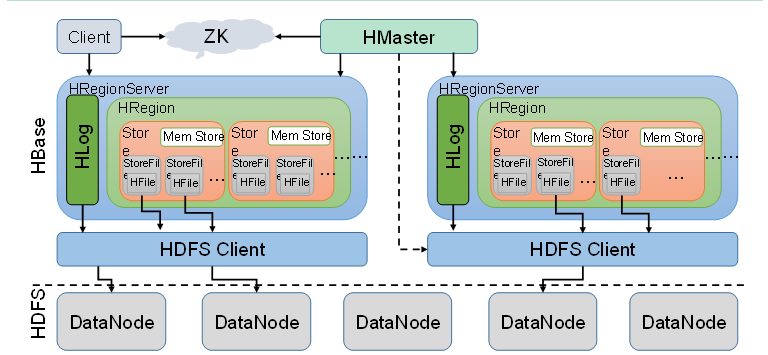 Client
ZK
HMaster
HBase
HRegionServer
HLog
HRegion
Stor
e
Mem Store
StoreFil
e
HFile
StoreFil
e
HFile
...
Stor
e
Mem Store
StoreFil
e
HFile
StoreFil
e
HFile
......
HDFS Client
HRegionServer
HLog
HRegion
Stor
e
Mem Store
StoreFil
e
HFile
StoreFil
e
HFile
...
Stor
e
Mem Store
StoreFil
e
HFile
...
......
HDFS Client
HDFS
DataNode
DataNode
DataNode
DataNode
DataNode